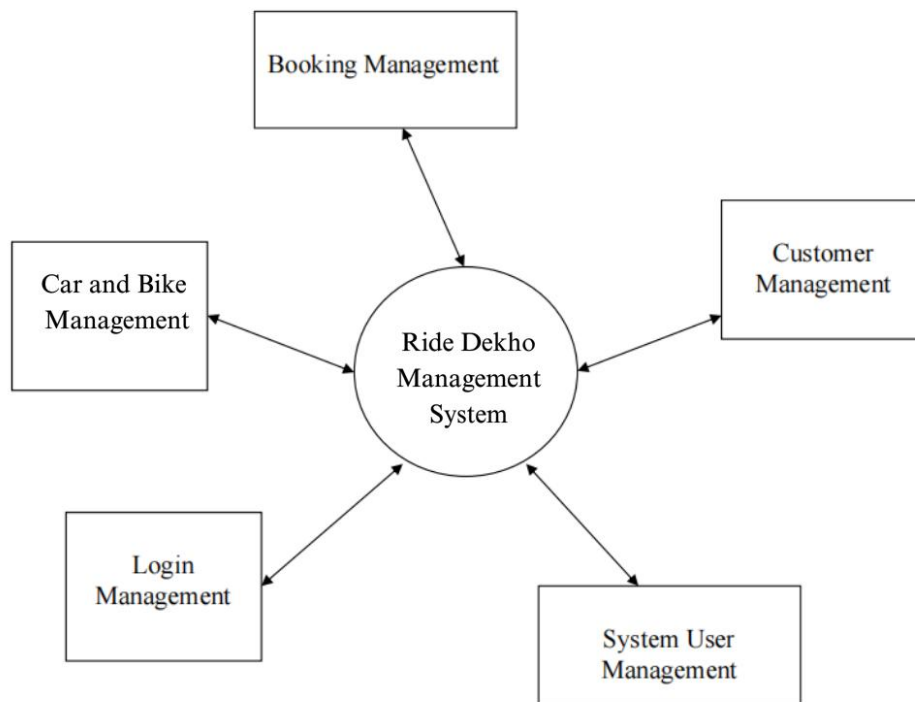 Booking Management
Customer
Management
Car and Bike
Management
Ride Dekho
Management
System
Login
Management
System User
Management